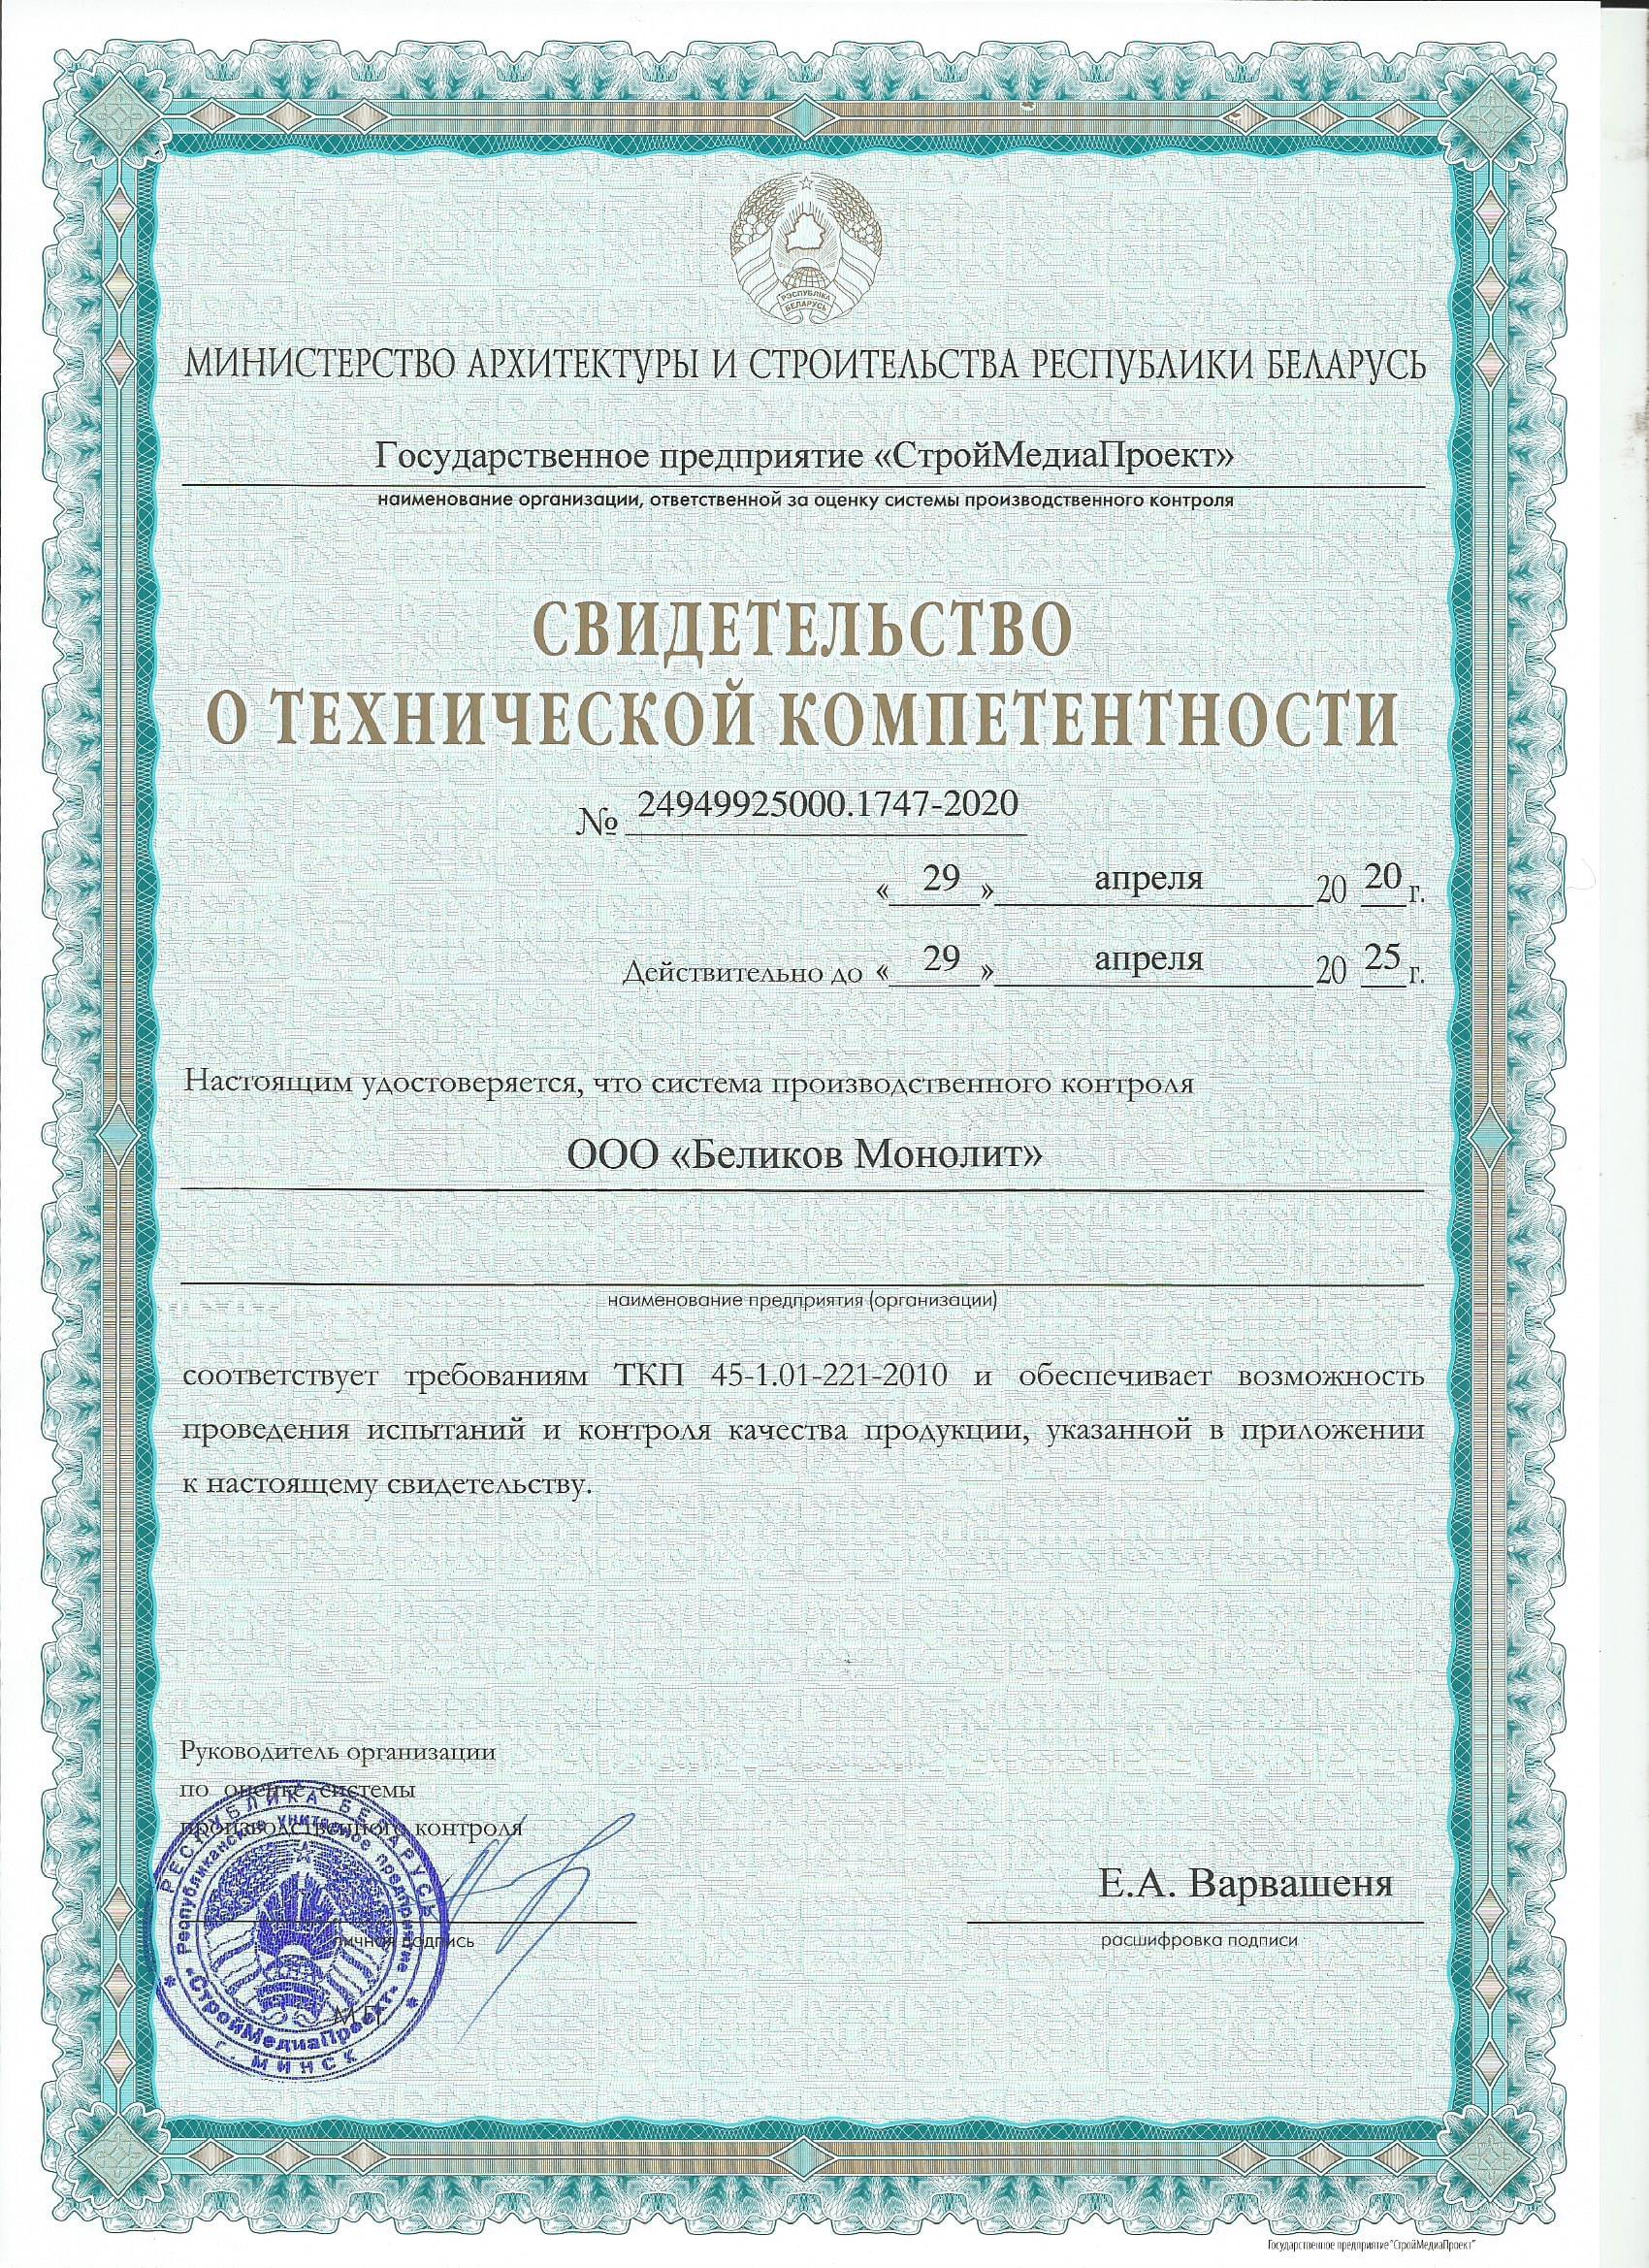 РЭСПУБЛІКА
БЕЛАРУСЬ
МИНИСТЕРСТВО АРХИТЕКТУРЫ И СТРОИТЕЛЬСТВА РЕСПУБЛИКИ БЕЛАРУСЬ
Государственное предприятие «СтройМедиаПроект»
наименование организации, ответственной за оценку системы производственного контроля
СВИДЕТЕЛЬСТВО
О ТЕХНИЧЕСКОЙ КОМПЕТЕНТНОСТИ
№ 24949925000.1747-2020
« 29 » апреля 20 20 г.
Действительно до « 29 » апреля 20 25 г.
Настоящим удостоверяется, что система производственного контроля
ООО «Беликов Монолит»
наименование предприятия (организации)
соответствует требованиям ТКП 45-1.01-221-2010 и обеспечивает возможность
проведения испытаний и контроля качества продукции, указанной в приложении
к настоящему свидетельству.
Руководитель организации
по оценке системы
производственного контроля
Е.А. Варвашеня
личная подпись
расшифровка подписи
М.П.
РЕСПУБЛИКА БЕЛАРУСЬ
Республиканское унитарное предприятие
«СтройМедиаПроект»
г. МИНСК
Государственное предприятие "СтройМедиаПроект"